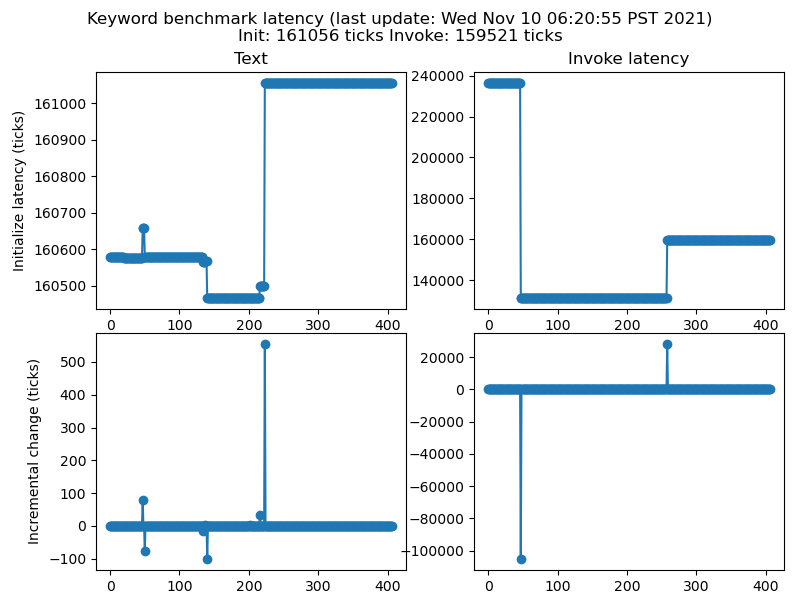 Keyword benchmark latency (last update: Wed Nov 10 06:20:55 PST 2021)
Init: 161056 ticks Invoke: 159521 ticks
Text
Initialize latency (ticks)
161000
160900
160800
160700
160600
160500
0 100 200 300 400
Invoke latency
240000
220000
200000
180000
160000
140000
0 100 200 300 400
Incremental change (ticks)
500
400
300
200
100
0
−100
0 100 200 300 400
20000
0
−20000
−40000
−60000
−80000
−100000
0 100 200 300 400